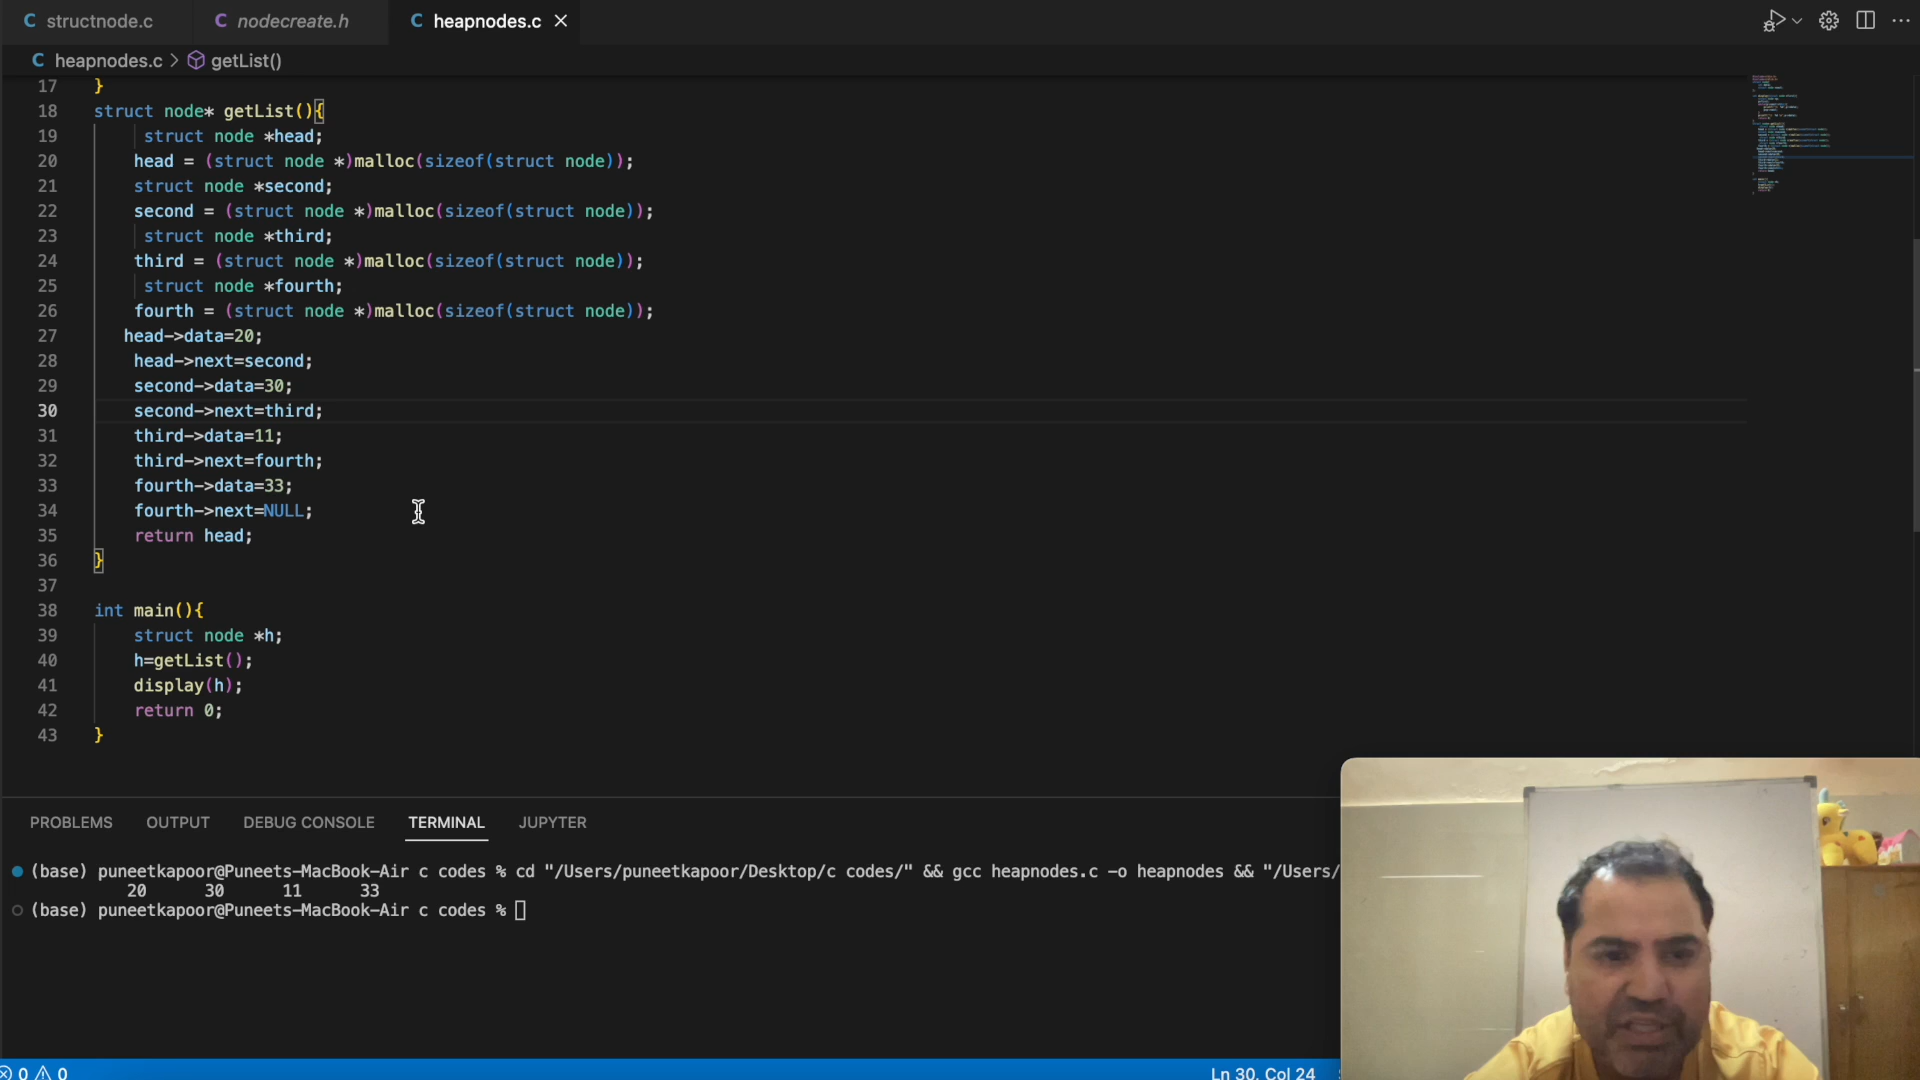 C structnode.c
C nodecreate.h
C heapnodes.c
C heapnodes.c > getList()
17 }
18 struct node* getList(){
19 struct node *head;
20 head = (struct node *)malloc(sizeof(struct node));
21 struct node *second;
22 second = (struct node *)malloc(sizeof(struct node));
23 struct node *third;
24 third = (struct node *)malloc(sizeof(struct node));
25 struct node *fourth;
26 fourth = (struct node *)malloc(sizeof(struct node));
27 head->data=20;
28 head->next=second;
29 second->data=30;
30 second->next=third;
31 third->data=11;
32 third->next=fourth;
33 fourth->data=33;
34 fourth->next=NULL;
35 return head;
36 }
37
38 int main(){
39 struct node *h;
40 h=getList();
41 display(h);
42 return 0;
43 }
PROBLEMS OUTPUT DEBUG CONSOLE TERMINAL JUPYTER
(base) puneetkapoor@Puneets-MacBook-Air c codes % cd "/Users/puneetkapoor/Desktop/c codes/" && gcc heapnodes.c -o heapnodes && "/Users/
20 30 11 33
(base) puneetkapoor@Puneets-MacBook-Air c codes %
0 0 Ln 30, Col 24